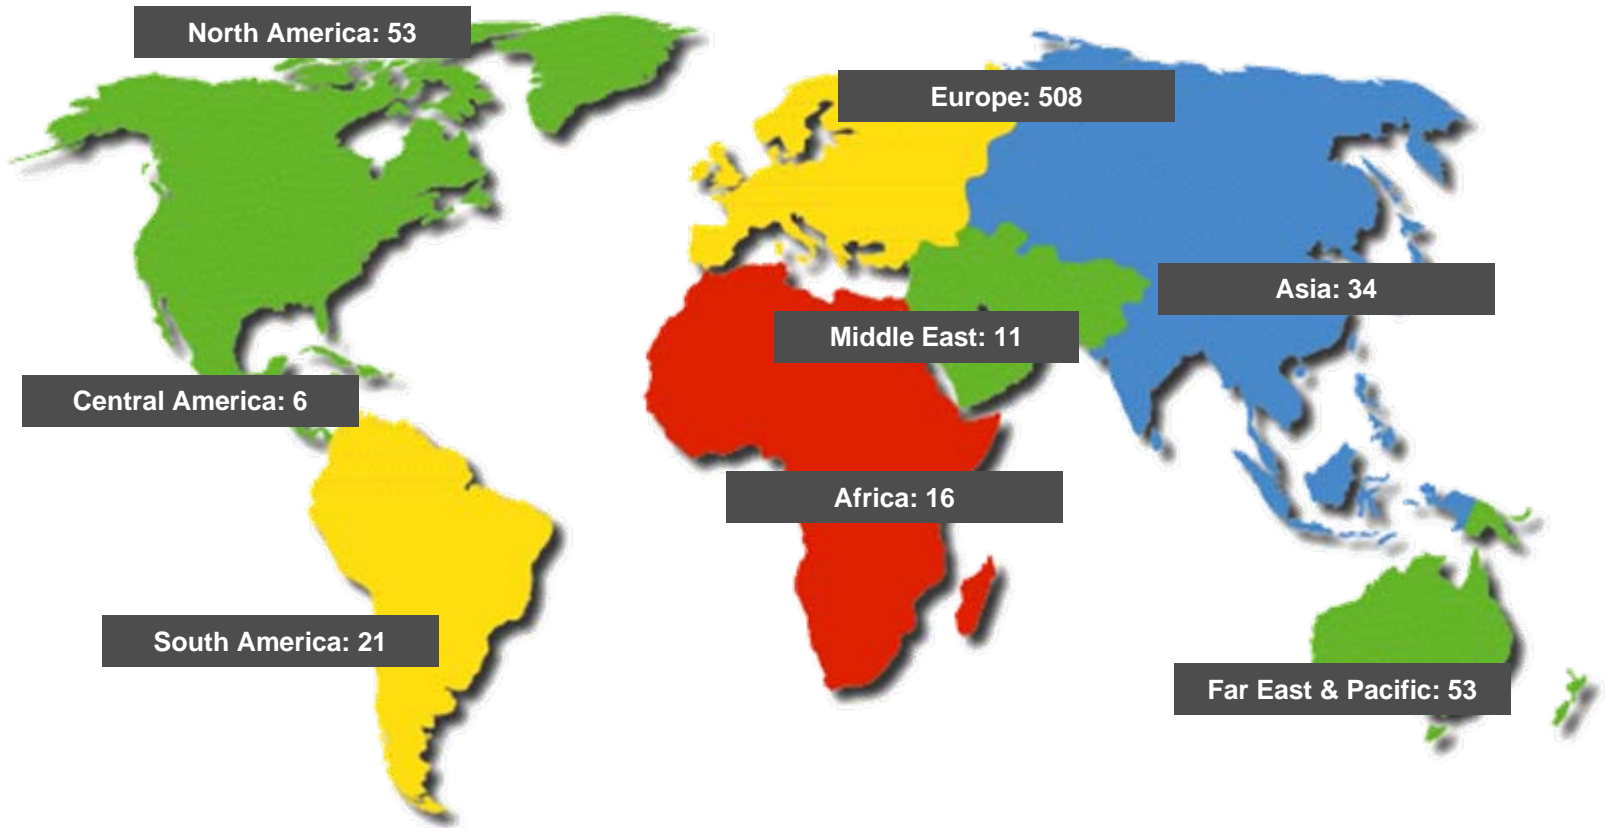 North America: 53
Europe: 508
Asia: 34
Middle East: 11
Central America: 6
Africa: 16
South America: 21
Far East & Pacific: 53